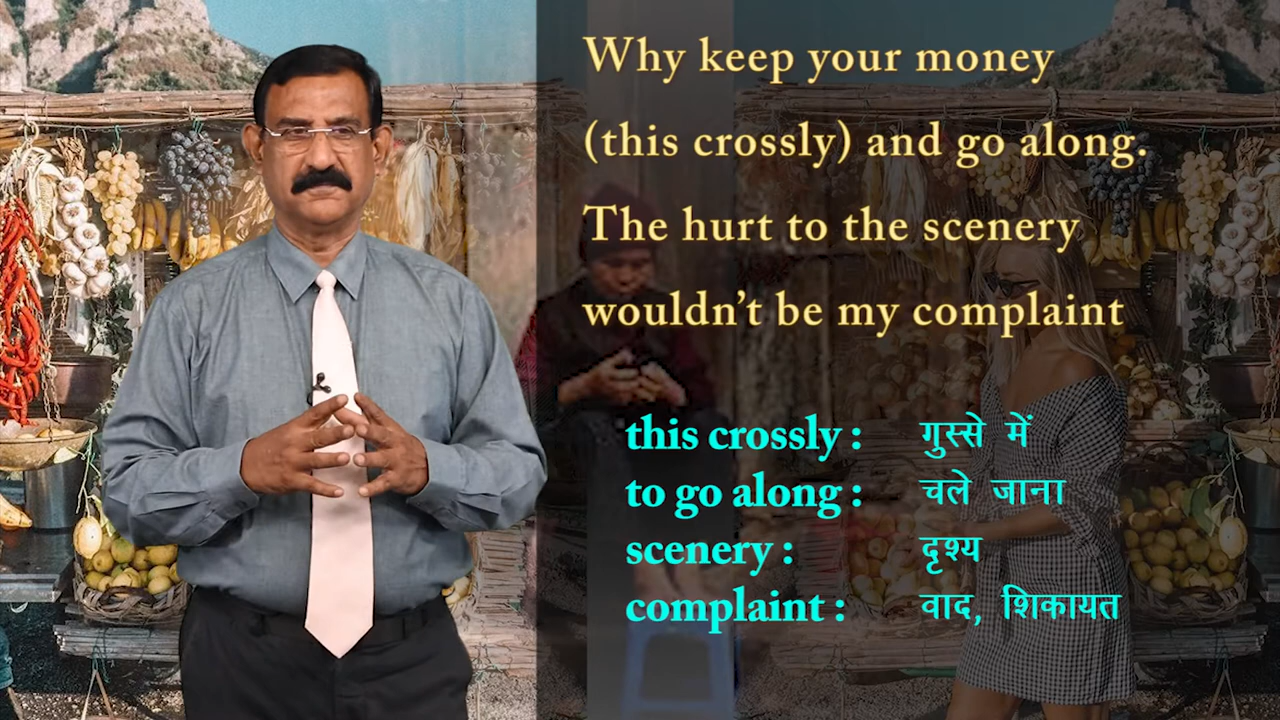 Why keep your money
(this crossly) and go along.
The hurt to the scenery
wouldn't be my complaint
this crossly : गुस्से में
to go along : चले जाना
scenery : दृश्य
complaint : वाद, शिकायत